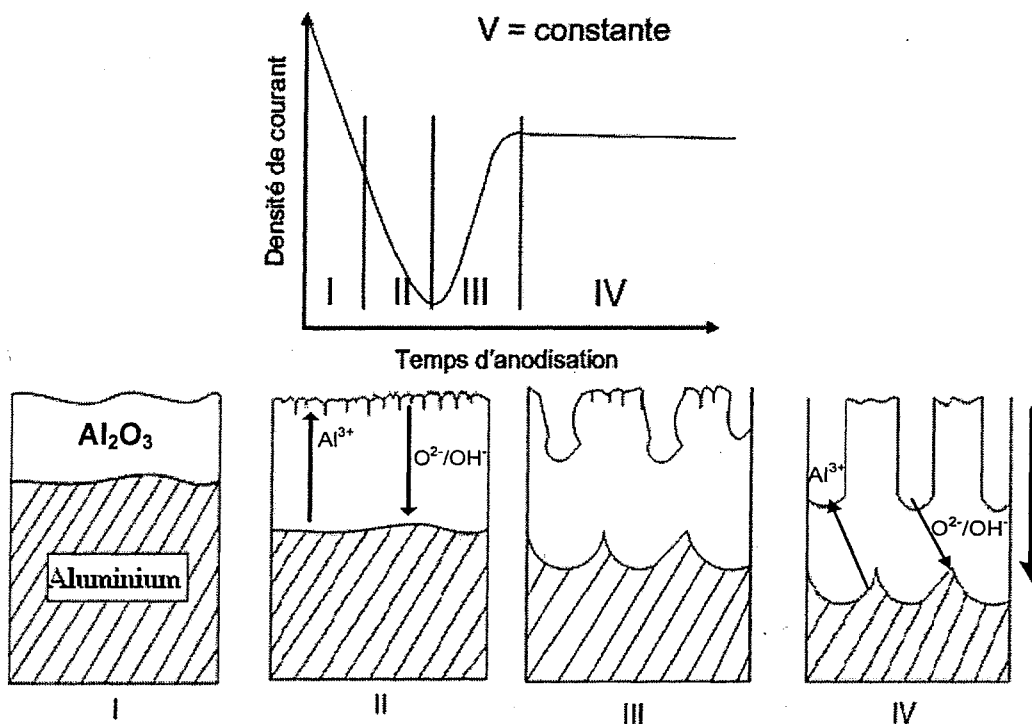 V = constante
Densité de courant
I
II
III
IV
Temps d'anodisation
Al₂O₃
Aluminium
I
Al³⁺
O²⁻/OH⁻
II
III
Al³⁺
O²⁻/OH⁻
IV